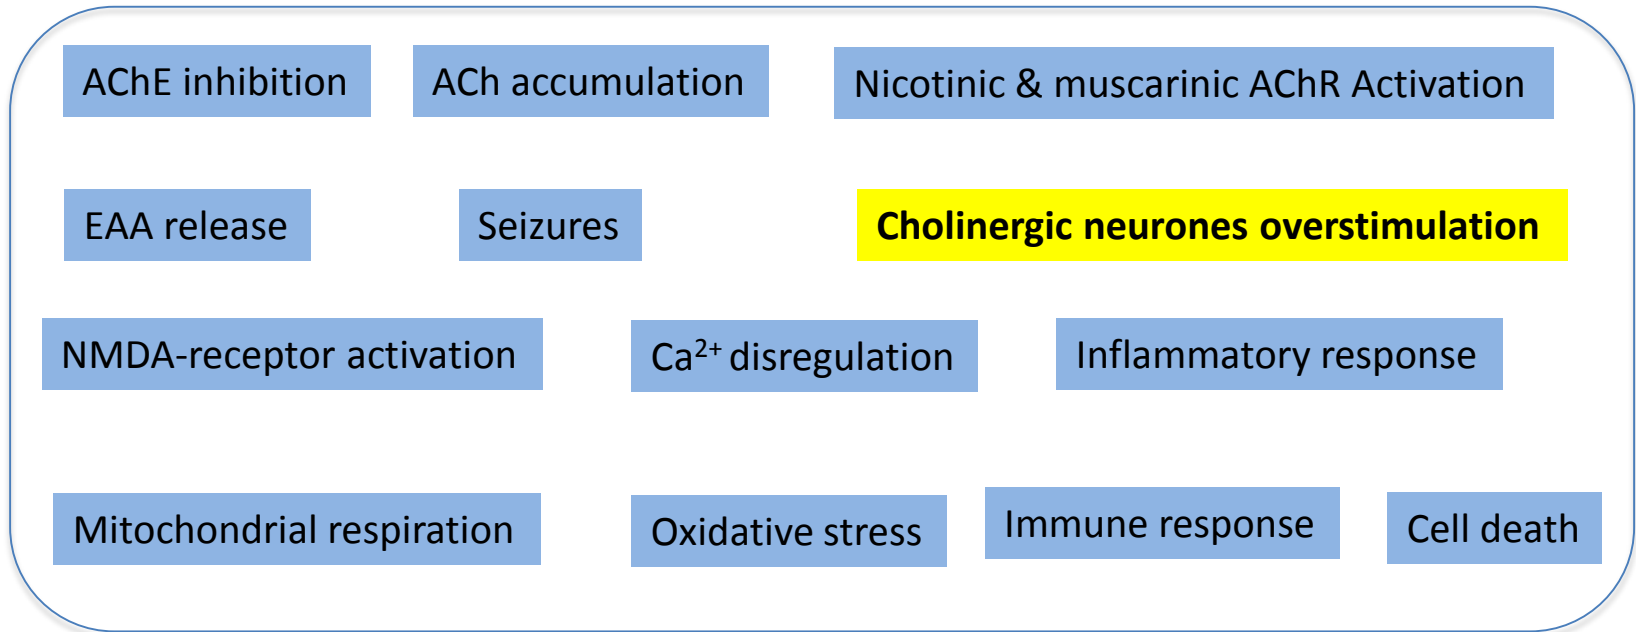 AChE inhibition
ACh accumulation
Nicotinic & muscarinic AChR Activation
EAA release
Seizures
Cholinergic neurones overstimulation
NMDA-receptor activation
Ca²⁺ disregulation
Inflammatory response
Mitochondrial respiration
Oxidative stress
Immune response
Cell death